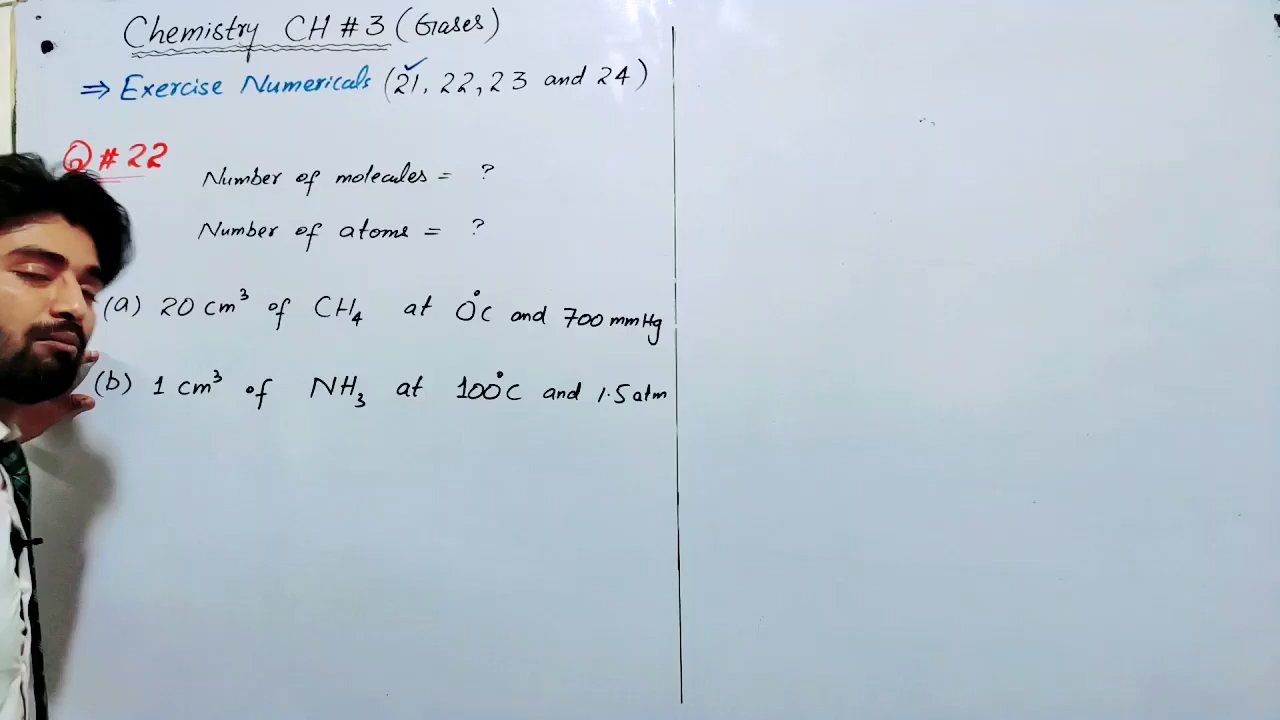 Chemistry CH # 3 (Gases)
⇒ Exercise Numericals (21, 22, 23 and 24)
Q # 22
Number of molecules = ?
Number of atoms = ?
(a) 20 cm³ of CH₄ at 0°C and 700 mmHg
(b) 1 cm³ of NH₃ at 100°C and 1.5 atm